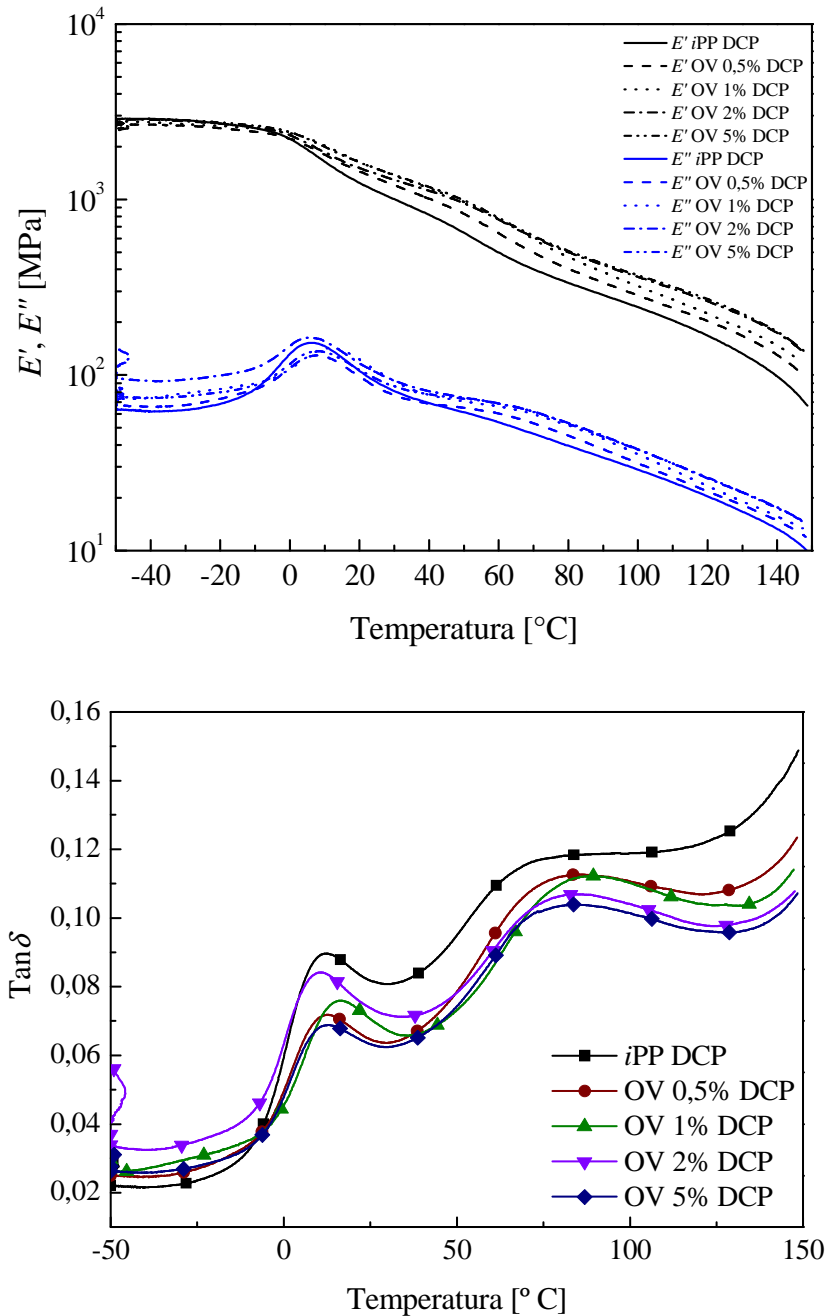 10⁴
10³
10²
10¹
E', E" [MPa]
E' iPP DCP
E' OV 0,5% DCP
E' OV 1% DCP
E' OV 2% DCP
E' OV 5% DCP
E" iPP DCP
E" OV 0,5% DCP
E" OV 1% DCP
E" OV 2% DCP
E" OV 5% DCP
-40 -20 0 20 40 60 80 100 120 140
Temperatura [°C]
0,16
0,14
0,12
0,10
0,08
0,06
0,04
0,02
Tanδ
iPP DCP
OV 0,5% DCP
OV 1% DCP
OV 2% DCP
OV 5% DCP
-50 0 50 100 150
Temperatura [º C]